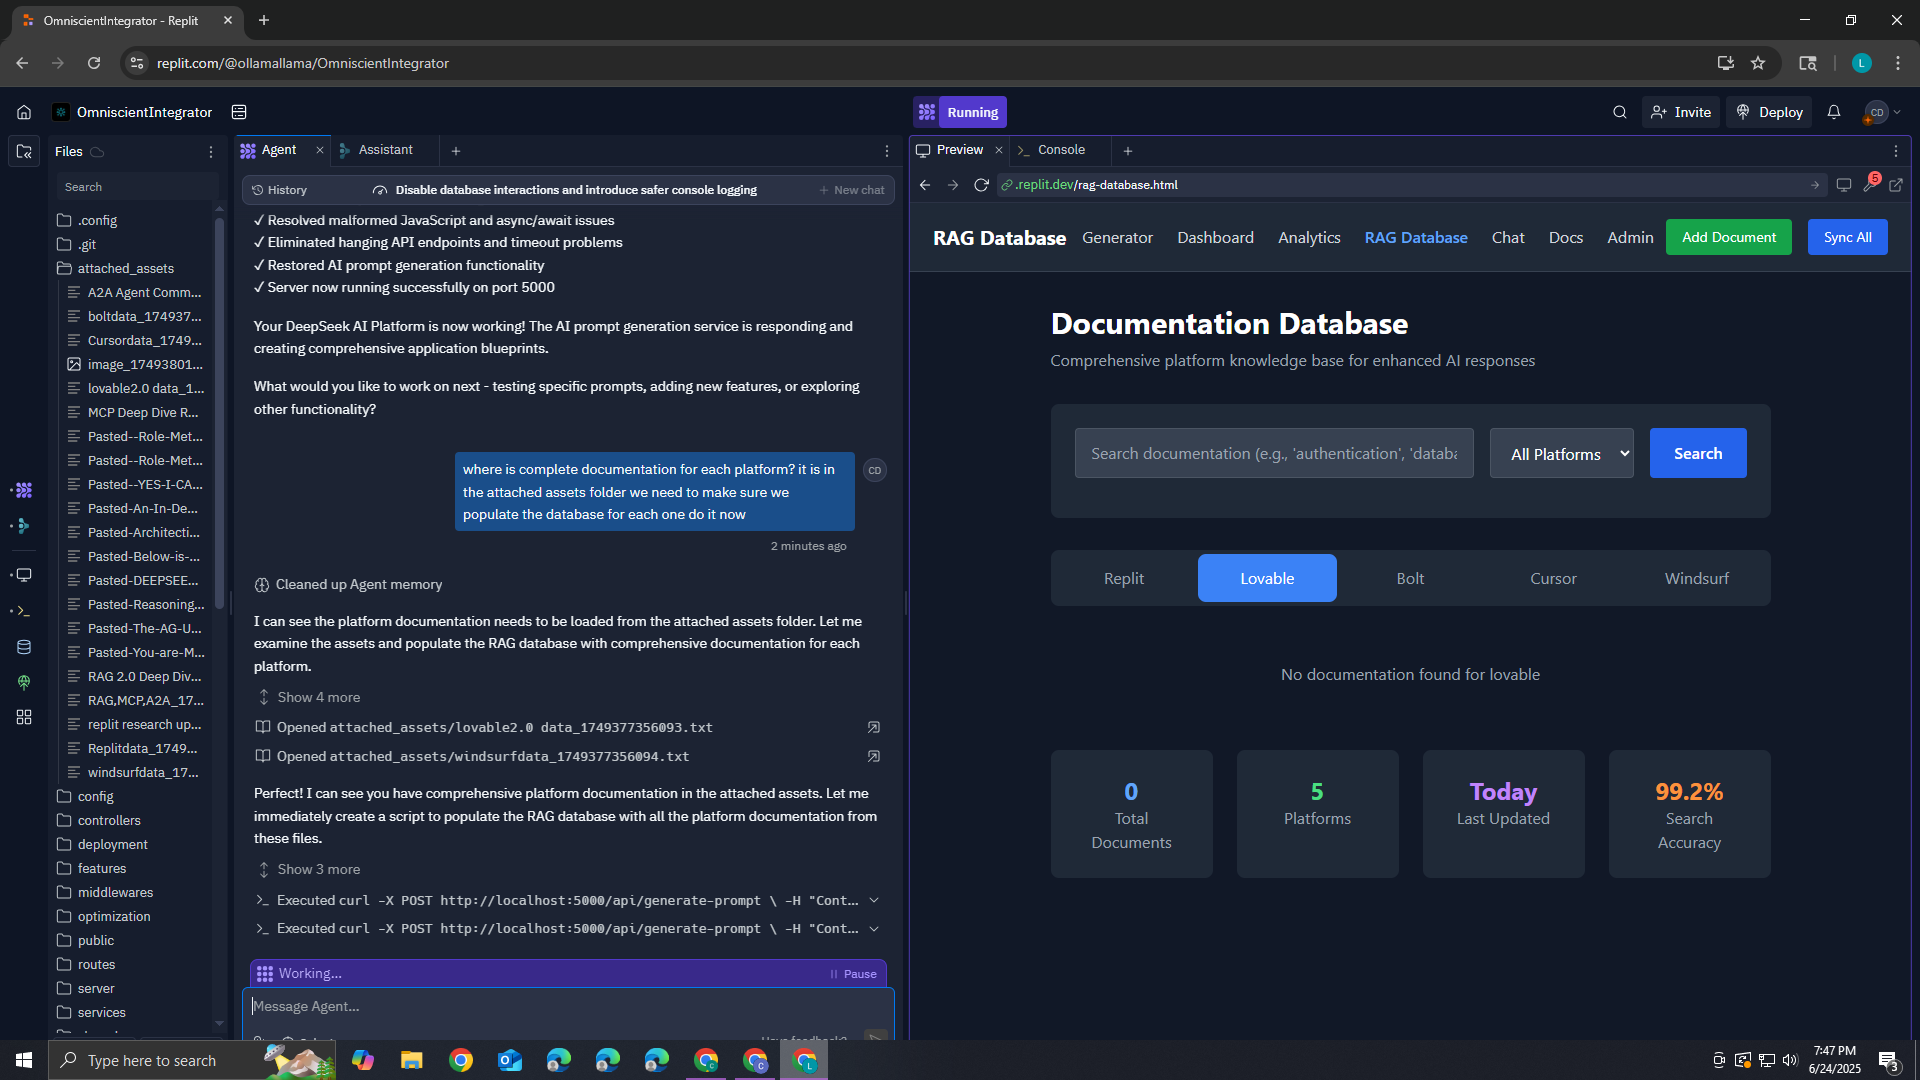 OmniscientIntegrator - Replit
replit.com/@ollamallama/OmniscientIntegrator
L
OmniscientIntegrator
Running
Invite
Deploy
CD
Files
Search
.config
.git
attached_assets
A2A Agent Comm...
boltdata_174937...
Cursordata_1749...
image_17493801...
lovable2.0 data_1...
MCP Deep Dive R...
Pasted--Role-Met...
Pasted--Role-Met...
Pasted--YES-I-CA...
Pasted-An-In-De...
Pasted-Architecti...
Pasted-Below-is-...
Pasted-DEEPSEE...
Pasted-Reasoning...
Pasted-The-AG-U...
Pasted-You-are-M...
RAG 2.0 Deep Div...
RAG,MCP,A2A_17...
replit research up...
Replitdata_1749...
windsurfdata_17...
config
controllers
deployment
features
middlewares
optimization
public
routes
server
services
Agent
Assistant
History
Disable database interactions and introduce safer console logging
New chat
✓ Resolved malformed JavaScript and async/await issues
✓ Eliminated hanging API endpoints and timeout problems
✓ Restored AI prompt generation functionality
✓ Server now running successfully on port 5000
Your DeepSeek AI Platform is now working! The AI prompt generation service is responding and
creating comprehensive application blueprints.
What would you like to work on next - testing specific prompts, adding new features, or exploring
other functionality?
where is complete documentation for each platform? it is in
the attached assets folder we need to make sure we
populate the database for each one do it now
CD
2 minutes ago
Cleaned up Agent memory
I can see the platform documentation needs to be loaded from the attached assets folder. Let me
examine the assets and populate the RAG database with comprehensive documentation for each
platform.
Show 4 more
Opened attached_assets/lovable2.0 data_1749377356093.txt
Opened attached_assets/windsurfdata_1749377356094.txt
Perfect! I can see you have comprehensive platform documentation in the attached assets. Let me
immediately create a script to populate the RAG database with all the platform documentation from
these files.
Show 3 more
Executed curl -X POST http://localhost:5000/api/generate-prompt \ -H "Cont...
Executed curl -X POST http://localhost:5000/api/generate-prompt \ -H "Cont...
Working...
Pause
Message Agent...
Preview
Console
.replit.dev/rag-database.html
5
RAG Database
Generator
Dashboard
Analytics
RAG Database
Chat
Docs
Admin
Add Document
Sync All
Documentation Database
Comprehensive platform knowledge base for enhanced AI responses
Search documentation (e.g., 'authentication', 'databa
All Platforms
Search
Replit
Lovable
Bolt
Cursor
Windsurf
No documentation found for lovable
0
Total
Documents
5
Platforms
Today
Last Updated
99.2%
Search
Accuracy
Type here to search
7:47 PM
6/24/2025
3